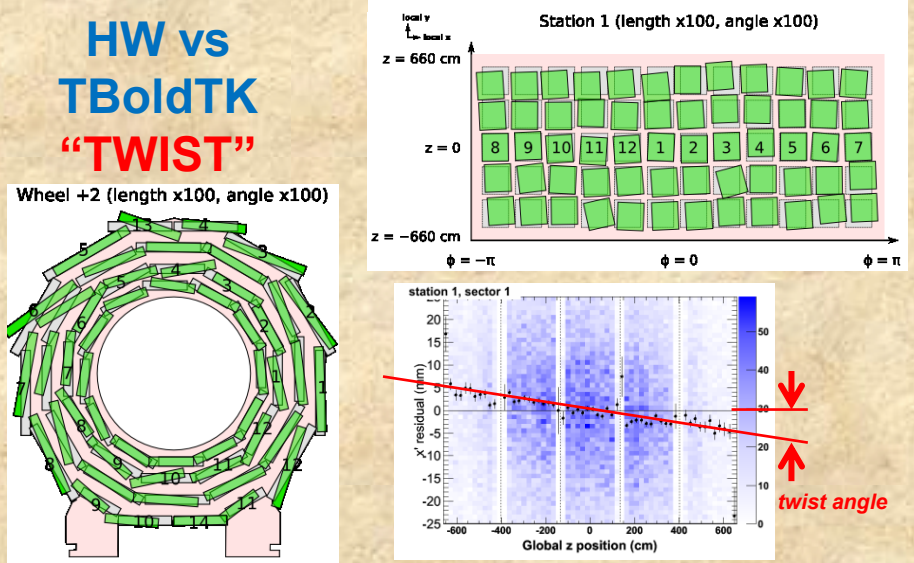 HW vs
TBoldTK
“TWIST”
Wheel +2 (length x100, angle x100)
13 4
5 3
4
5 3
6 2
6 2
7 7 1 1
8 12
8 9 11 12
10
9 11
10 14
local y
local x
Station 1 (length x100, angle x100)
z = 660 cm
z = 0
8 9 10 11 12 1 2 3 4 5 6 7
z = −660 cm
ϕ = −π ϕ = 0 ϕ = π
station 1, sector 1
20
15
10
5
0
-5
-10
-15
-20
-25
x' residual (mm)
-600 -400 -200 0 200 400 600
Global z position (cm)
50
40
30
20
10
0
twist angle